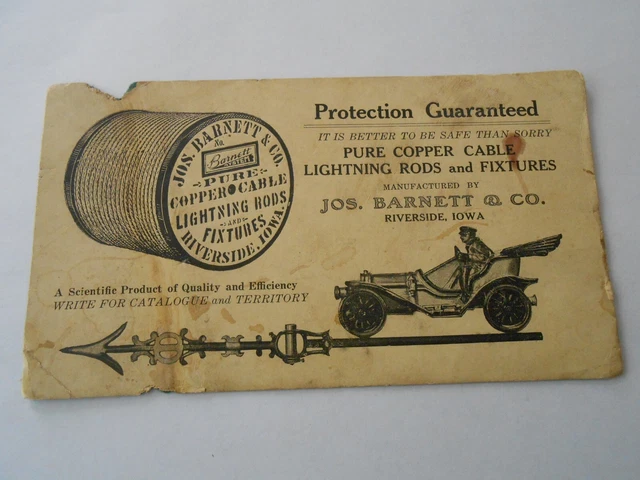 JOS. BARNETT & CO.
No.
Barnett
SYSTEM
PURE
COPPER CABLE
LIGHTNING RODS
AND
FIXTURES
RIVERSIDE, IOWA.
A Scientific Product of Quality and Efficiency
WRITE FOR CATALOGUE and TERRITORY
Protection Guaranteed
IT IS BETTER TO BE SAFE THAN SORRY
PURE COPPER CABLE
LIGHTNING RODS and FIXTURES
MANUFACTURED BY
JOS. BARNETT & CO.
RIVERSIDE, IOWA